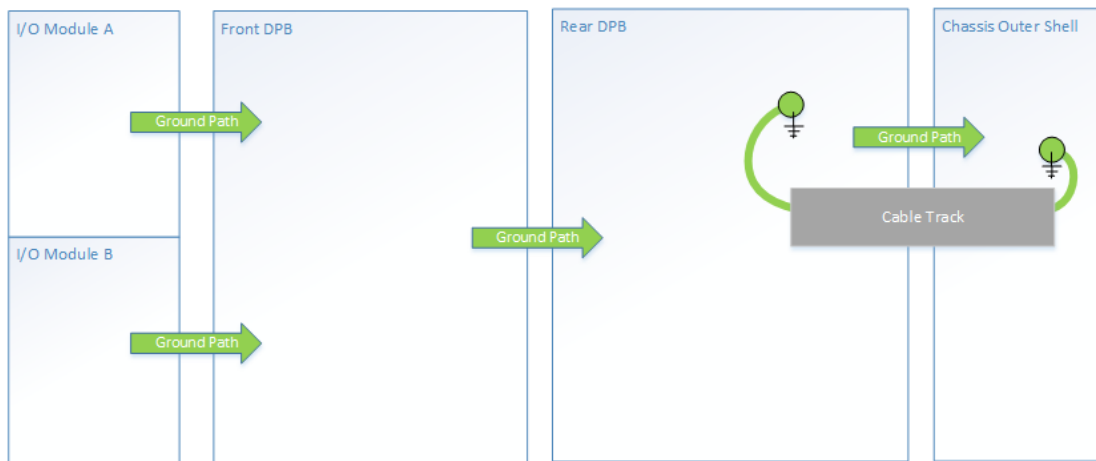 I/O Module A
Front DPB
Rear DPB
Chassis Outer Shell
Ground Path
Ground Path
Cable Track
Ground Path
I/O Module B
Ground Path